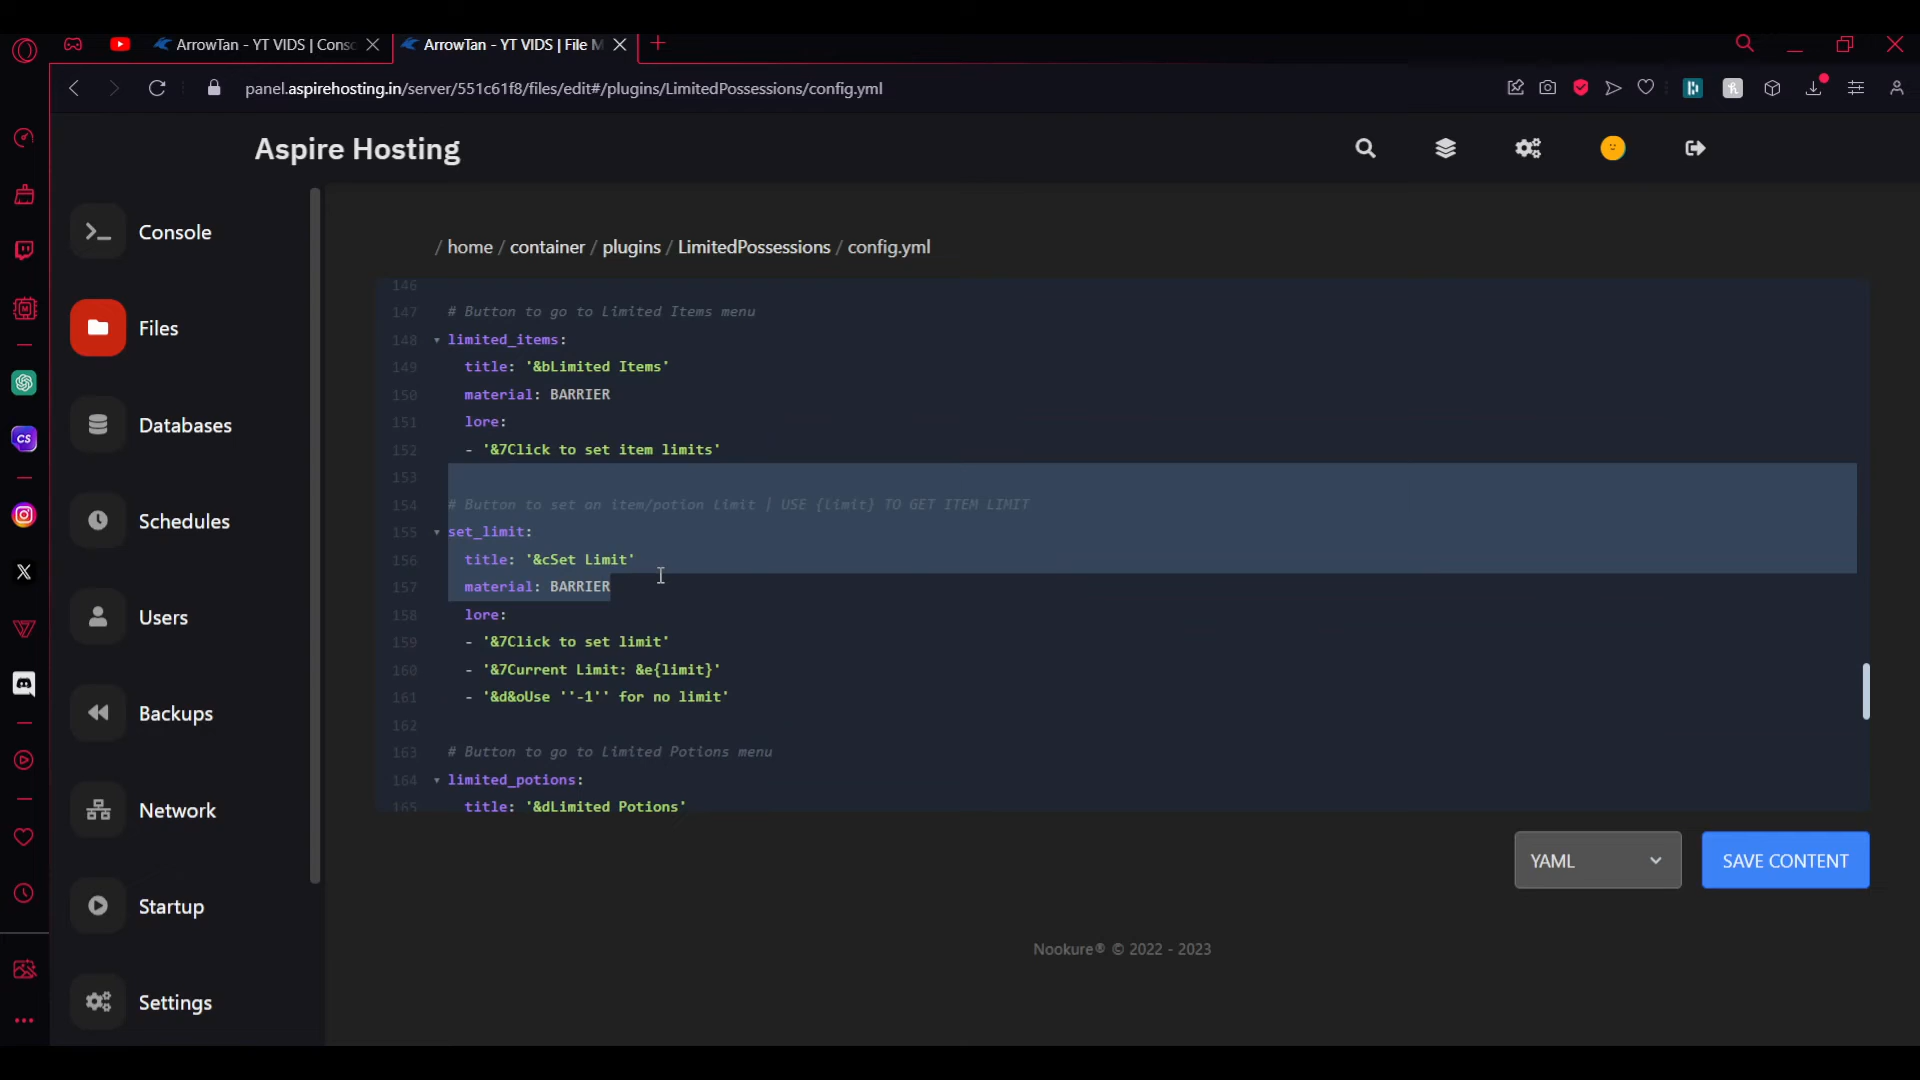 ArrowTan - YT VIDS | Consc
ArrowTan - YT VIDS | File M
panel.aspirehosting.in/server/551c61f8/files/edit#/plugins/LimitedPossessions/config.yml
Aspire Hosting
Console
Files
Databases
Schedules
Users
Backups
Network
Startup
Settings
/ home / container / plugins / LimitedPossessions / config.yml
146
147 # Button to go to Limited Items menu
148 limited_items:
149 title: '&bLimited Items'
150 material: BARRIER
151 lore:
152 - '&7Click to set item limits'
153
154 # Button to set an item/potion limit | USE {limit} TO GET ITEM LIMIT
155 set_limit:
156 title: '&cSet Limit'
157 material: BARRIER
158 lore:
159 - '&7Click to set limit'
160 - '&7Current Limit: &e{limit}'
161 - '&d&oUse ''-1'' for no limit'
162
163 # Button to go to Limited Potions menu
164 limited_potions:
165 title: '&dLimited Potions'
YAML
SAVE CONTENT
Nookure® © 2022 - 2023